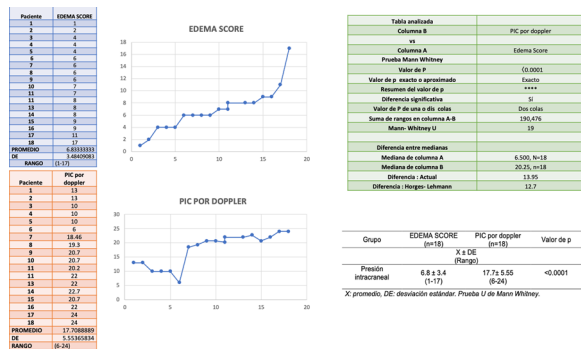 Paciente EDEMA SCORE
1 1
2 2
3 4
4 4
5 4
6 6
7 6
8 6
9 6
10 7
11 7
11 8
13 8
14 8
15 9
16 9
17 11
18 17
PROMEDIO 6.83333333
DE 3.48409083
RANGO (1-17)
Paciente PIC por
doppler
1 13
2 13
3 10
4 10
5 10
6 6
7 18.46
8 19.3
9 20.7
10 20.7
11 20.2
11 22
13 22
14 22.7
15 20.7
16 22
17 24
18 24
PROMEDIO 17.7088889
DE 5.55365834
RANGO (6-24)
EDEMA SCORE
18
16
14
12
10
8
6
4
2
0
0 5 10 15 20
PIC POR DOPPLER
30
25
20
15
10
5
0
0 5 10 15 20
Tabla analizada
Columna B PIC por doppler
vs
Columna A Edema Score
Prueba Mann Whitney
Valor de P ⟨0.0001
Valor de p exacto o aproximado Exacto
Resumen del valor de p ****
Diferencia significativa SI
Valor de P de una o dis colas Dos colas
Suma de rangos en columna A-B 190,476
Mann- Whitney U 19
Diferencia entre medianas
Mediana de columna A 6.500, N=18
Mediana de columna B 20.25, n=18
Diferencia : Actual 13.95
Diferencia : Horges- Lehmann 12.7
Grupo EDEMA SCORE PIC por doppler Valor de p
(n=18) (n=18)
X ± DE
(Rango)
Presión
intracraneal 6.8 ± 3.4 17.7± 5.55 <0.0001
(1-17) (6-24)
X: promedio, DE: desviación estándar. Prueba U de Mann Whitney.